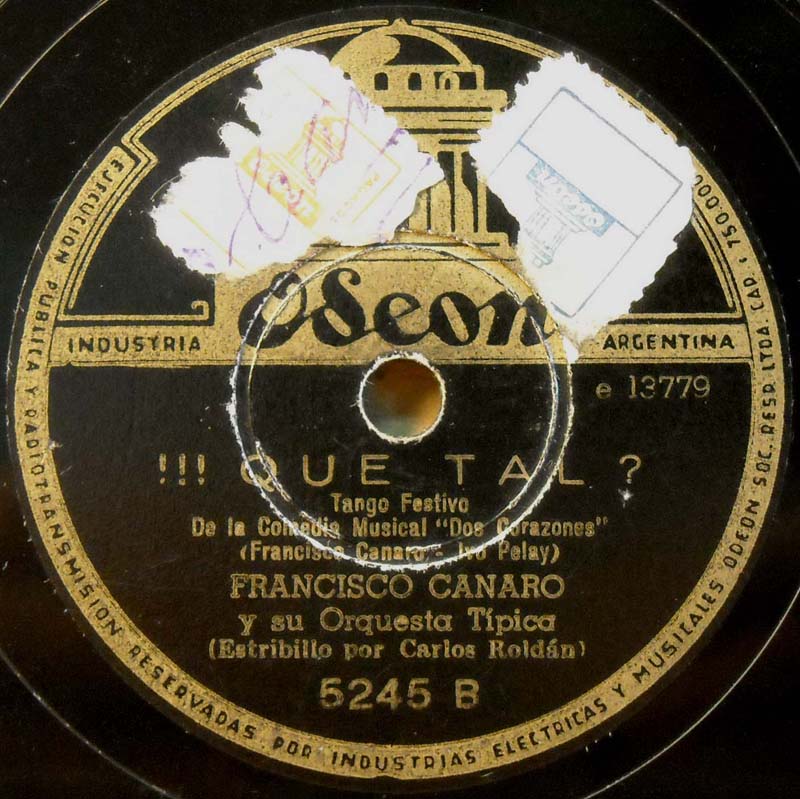 Odeon
INDUSTRIA
ARGENTINA
e 13779
!!! QUE TAL ?
Tango Festivo
De la Comedia Musical "Dos Corazones"
(Francisco Canaro - Ivo Pelay)
FRANCISCO CANARO
y su Orquesta Típica
(Estribillo por Carlos Roldán)
5245 B
EJECUCION PUBLICA Y RADIOTRANSMISION RESERVADAS POR INDUSTRIAS ELECTRICAS Y MUSICALES ODEON SOC. RESP. LTDA. CAP.: 750.000